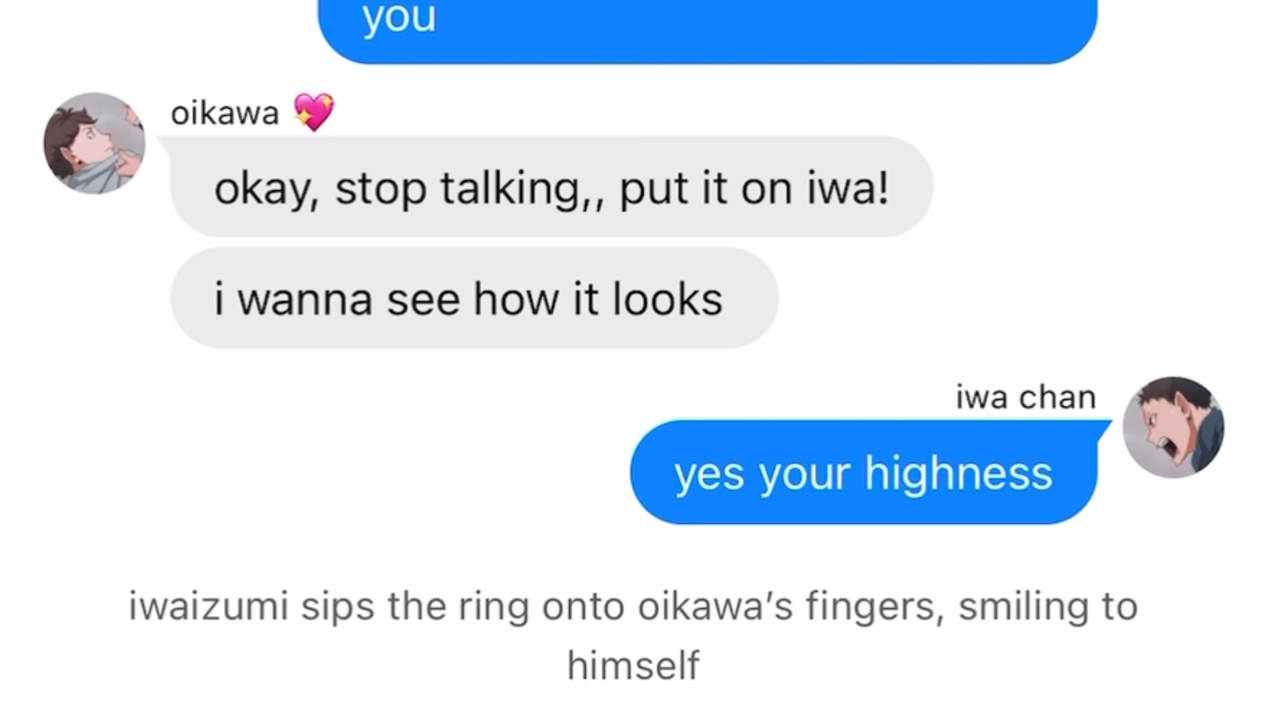 you
oikawa 💖
okay, stop talking,, put it on iwa!
i wanna see how it looks
iwa chan
yes your highness
iwaizumi sips the ring onto oikawa’s fingers, smiling to
himself